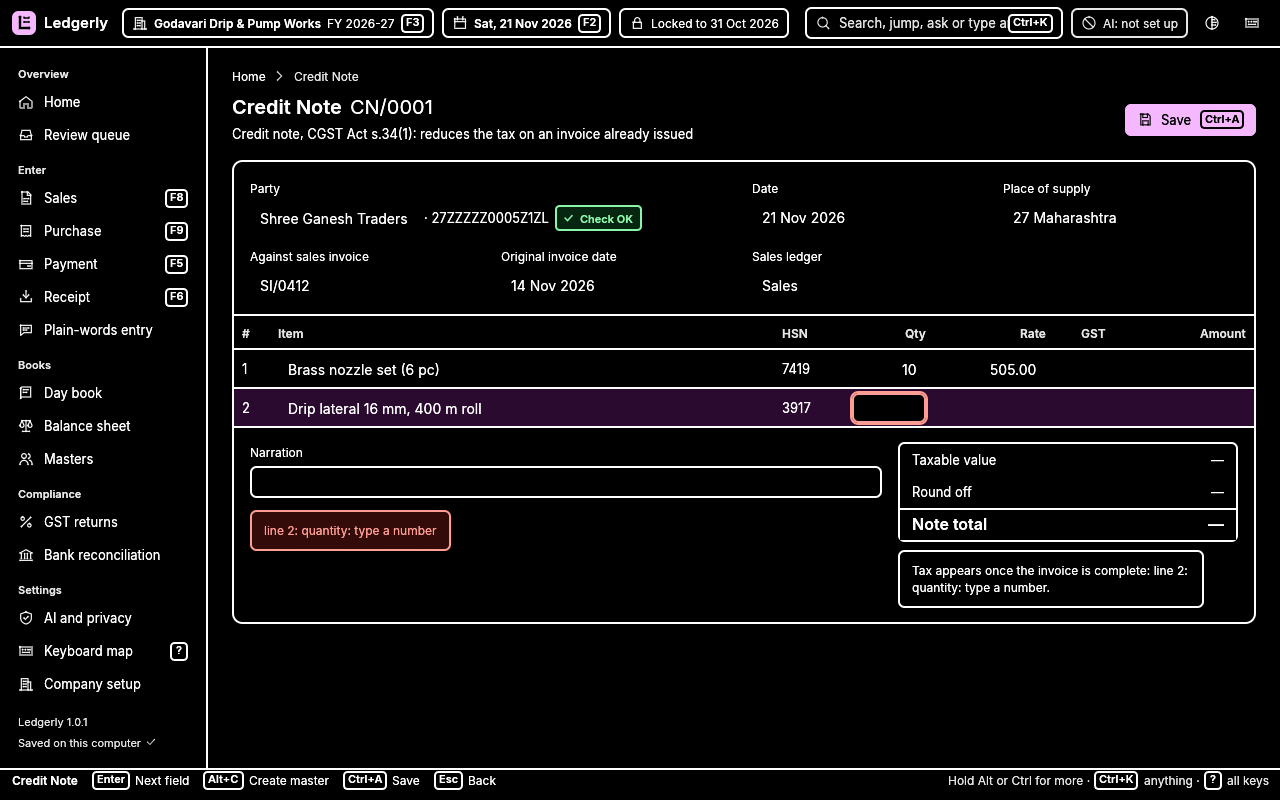 Ledgerly
Godavari Drip & Pump Works FY 2026-27 F3
Sat, 21 Nov 2026 F2
Locked to 31 Oct 2026
Search, jump, ask or type a Ctrl+K
AI: not set up
Overview
Home
Review queue
Enter
Sales F8
Purchase F9
Payment F5
Receipt F6
Plain-words entry
Books
Day book
Balance sheet
Masters
Compliance
GST returns
Bank reconciliation
Settings
AI and privacy
Keyboard map ?
Company setup
Ledgerly 1.0.1
Saved on this computer
Home Credit Note
Credit Note CN/0001
Credit note, CGST Act s.34(1): reduces the tax on an invoice already issued
Save Ctrl+A
Party Date Place of supply
Shree Ganesh Traders · 27ZZZZZ0005Z1ZL Check OK 21 Nov 2026 27 Maharashtra
Against sales invoice Original invoice date Sales ledger
SI/0412 14 Nov 2026 Sales
# Item HSN Qty Rate GST Amount
1 Brass nozzle set (6 pc) 7419 10 505.00
2 Drip lateral 16 mm, 400 m roll 3917
Narration
line 2: quantity: type a number
Taxable value —
Round off —
Note total —
Tax appears once the invoice is complete: line 2:
quantity: type a number.
Credit Note Enter Next field Alt+C Create master Ctrl+A Save Esc Back
Hold Alt or Ctrl for more · Ctrl+K anything · ? all keys